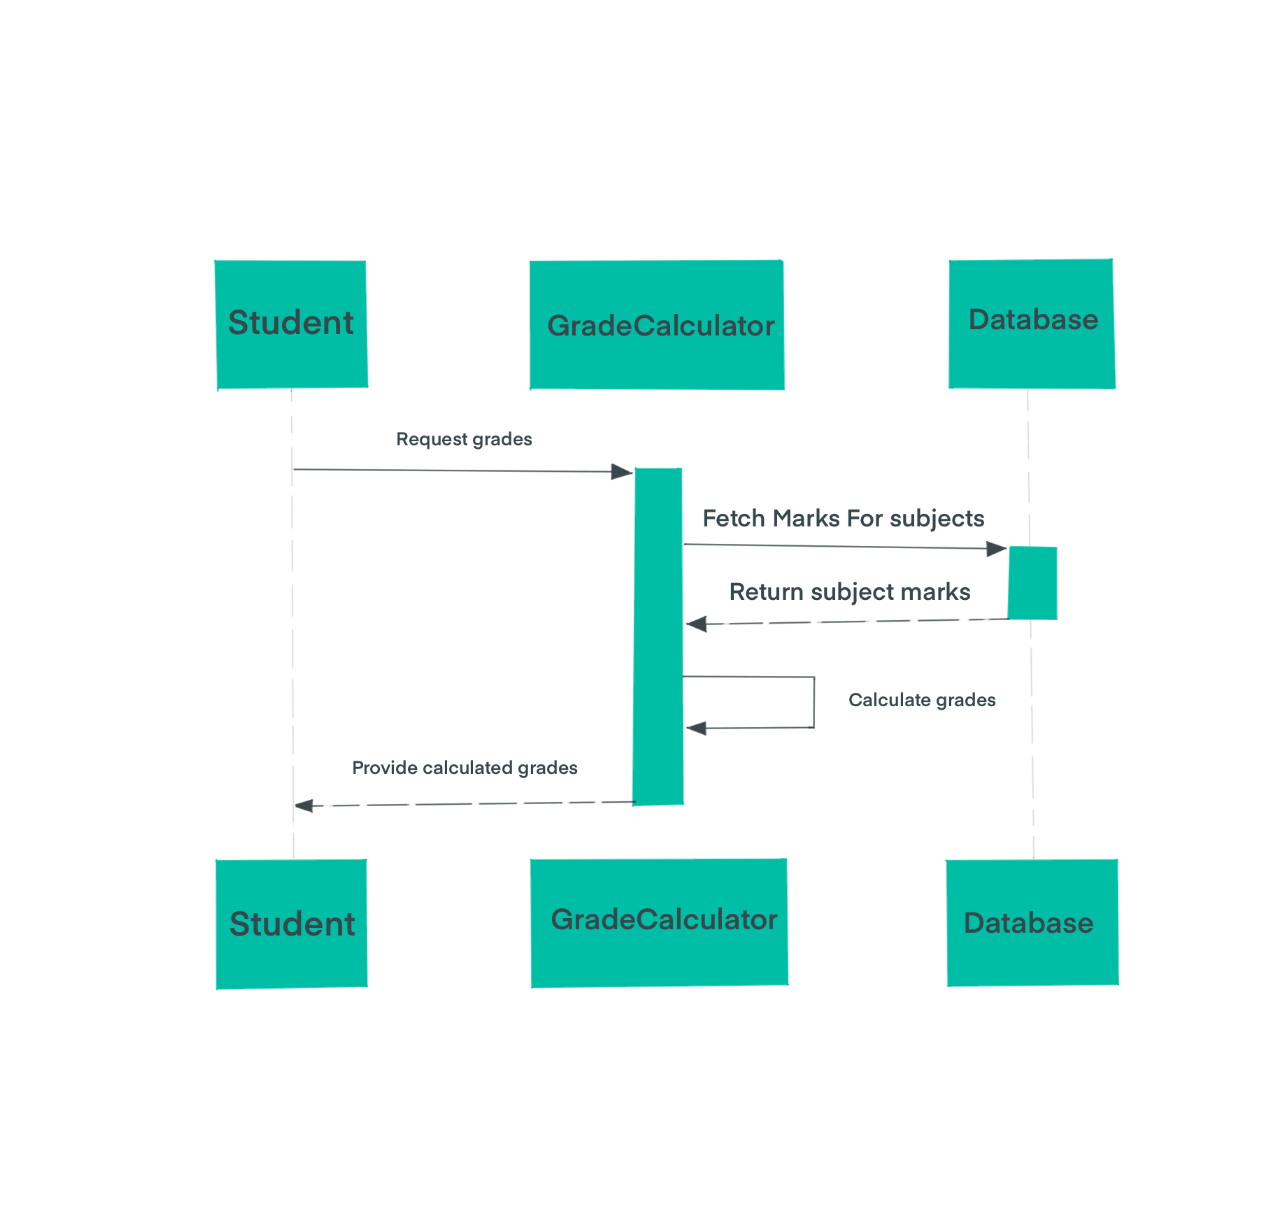 Student
GradeCalculator
Database
Request grades
Fetch Marks For subjects
Return subject marks
Calculate grades
Provide calculated grades
Student
GradeCalculator
Database